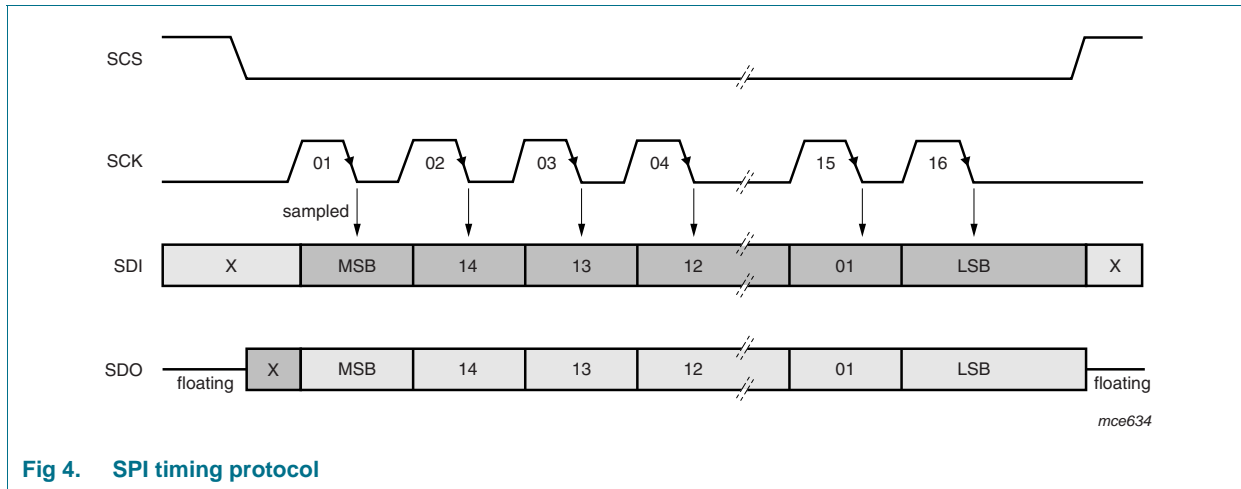 SCS
SCK 01 02 03 04 15 16
sampled
SDI X MSB 14 13 12 01 LSB X
SDO X MSB 14 13 12 01 LSB
floating floating
mce634
Fig 4. SPI timing protocol